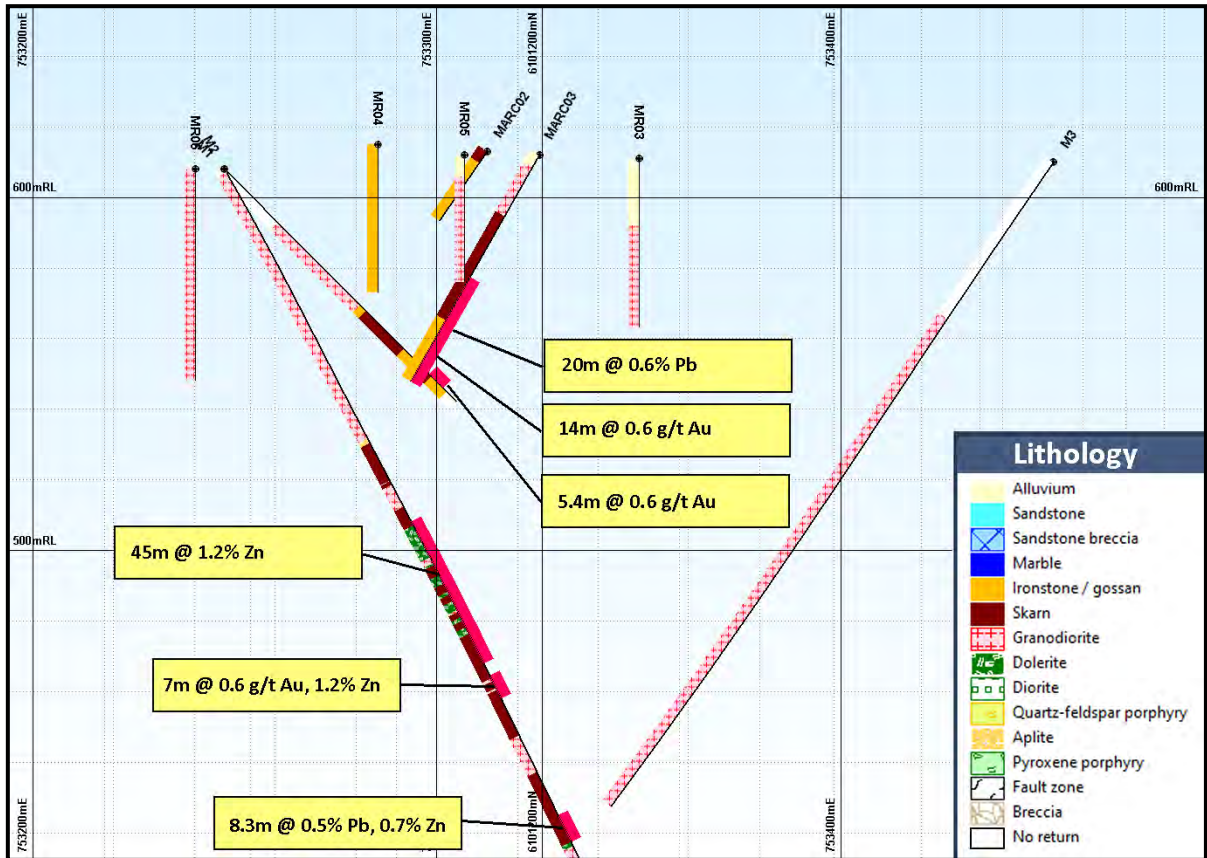 753200mE
753300mE
6101200mN
753400mE
MR06
M2
MR04
MR05
MARC02
MARC03
MR03
M3
600mRL
600mRL
20m @ 0.6% Pb
14m @ 0.6 g/t Au
5.4m @ 0.6 g/t Au
500mRL
45m @ 1.2% Zn
7m @ 0.6 g/t Au, 1.2% Zn
8.3m @ 0.5% Pb, 0.7% Zn
753200mE
6101200mN
753400mE
Lithology
Alluvium
Sandstone
Sandstone breccia
Marble
Ironstone / gossan
Skarn
Granodiorite
Dolerite
Diorite
Quartz-feldspar porphyry
Aplite
Pyroxene porphyry
Fault zone
Breccia
No return